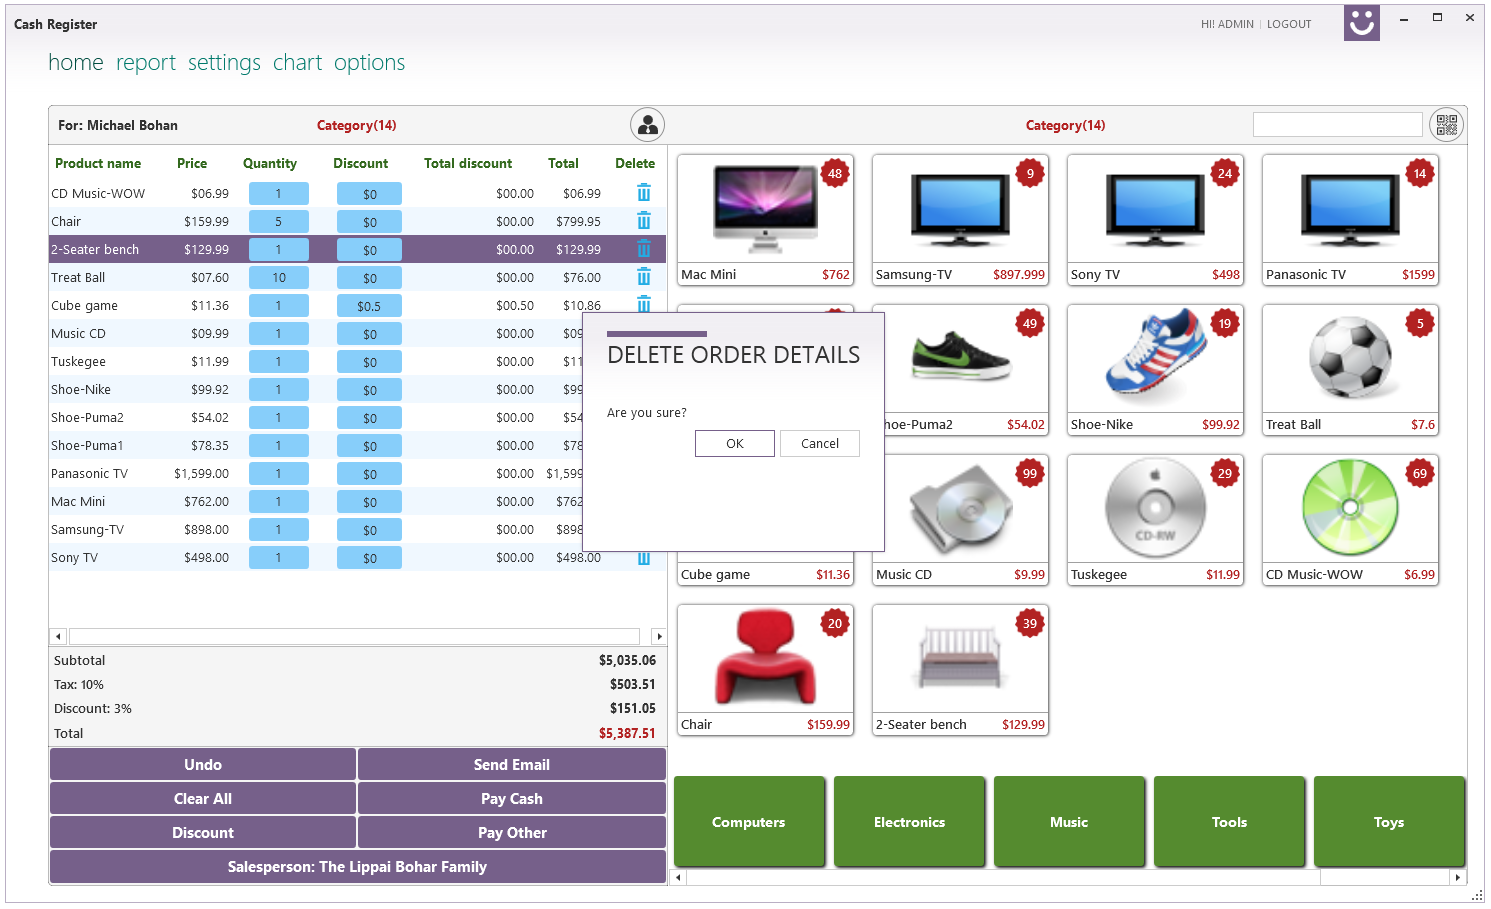 Cash Register
HI! ADMIN | LOGOUT
home report settings chart options
For: Michael Bohan
Category(14)
Category(14)
Product name Price Quantity Discount Total discount Total Delete
CD Music-WOW $06.99 1 $0 $00.00 $06.99
Chair $159.99 5 $0 $00.00 $799.95
2-Seater bench $129.99 1 $0 $00.00 $129.99
Treat Ball $07.60 10 $0 $00.00 $76.00
Cube game $11.36 1 $0.5 $00.50 $10.86
Music CD $09.99 1 $0 $00.00
Tuskegee $11.99 1 $0 $00.00
Shoe-Nike $99.92 1 $0 $00.00
Shoe-Puma2 $54.02 1 $0 $00.00
Shoe-Puma1 $78.35 1 $0 $00.00
Panasonic TV $1,599.00 1 $0 $00.00
Mac Mini $762.00 1 $0 $00.00
Samsung-TV $898.00 1 $0 $00.00
Sony TV $498.00 1 $0 $00.00 $498.00
Subtotal $5,035.06
Tax: 10% $503.51
Discount: 3% $151.05
Total $5,387.51
Undo
Send Email
Clear All
Pay Cash
Discount
Pay Other
Salesperson: The Lippai Bohar Family
DELETE ORDER DETAILS
Are you sure?
OK
Cancel
48
Mac Mini $762
9
Samsung-TV $897.999
24
Sony TV $498
14
Panasonic TV $1599
49
hoe-Puma2 $54.02
19
Shoe-Nike $99.92
5
Treat Ball $7.6
Cube game $11.36
99
Music CD $9.99
29
CD-RW
Tuskegee $11.99
69
CD Music-WOW $6.99
20
Chair $159.99
39
2-Seater bench $129.99
Computers
Electronics
Music
Tools
Toys